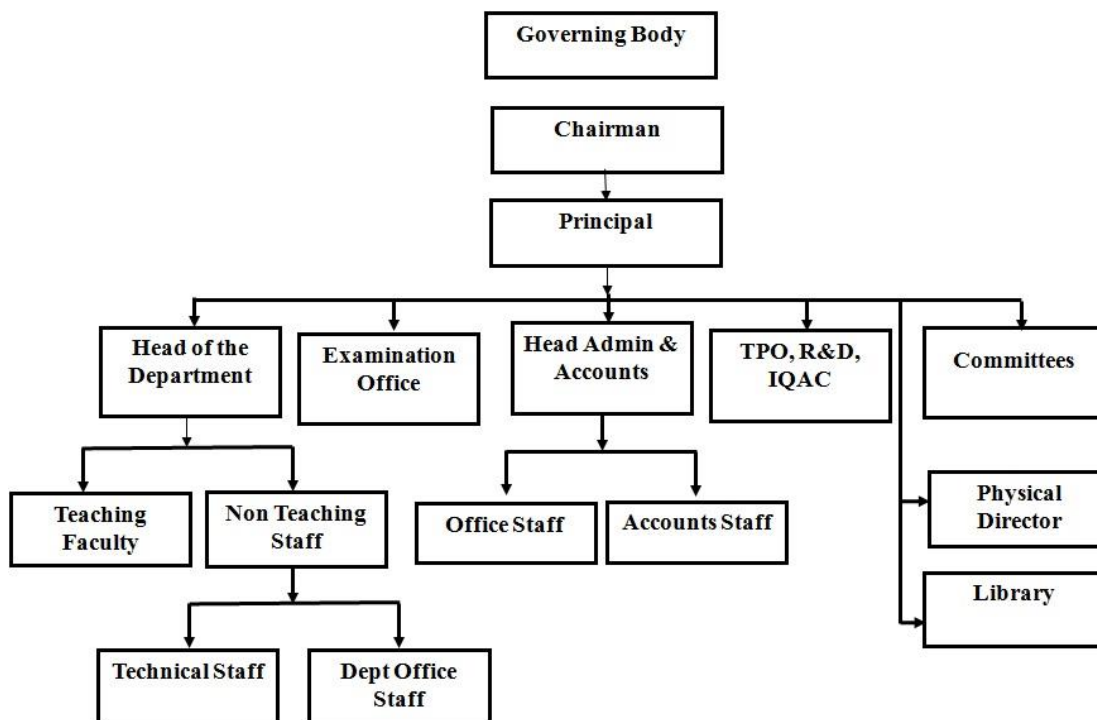 Governing Body
Chairman
Principal
Head of the
Department
Examination
Office
Head Admin &
Accounts
TPO, R&D,
IQAC
Committees
Teaching
Faculty
Non Teaching
Staff
Office Staff
Accounts Staff
Physical
Director
Library
Technical Staff
Dept Office
Staff